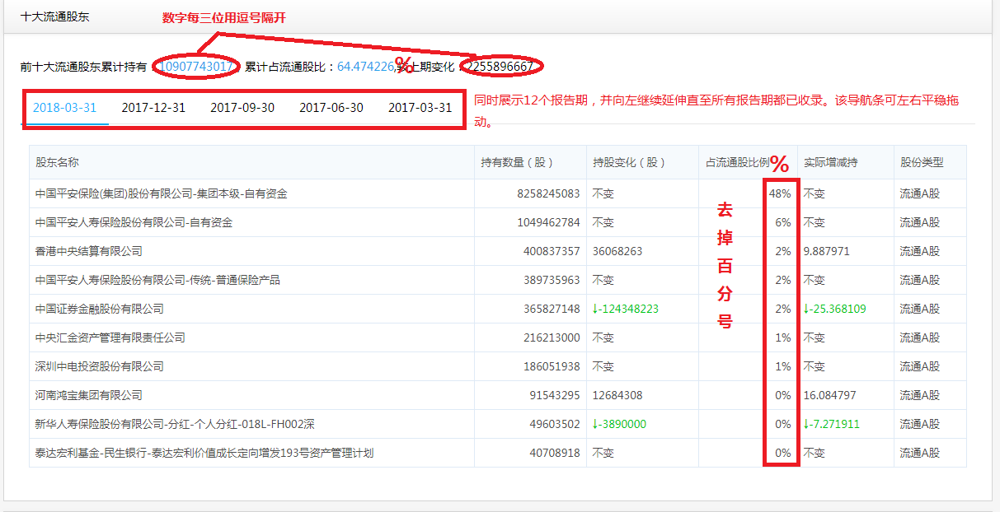 十大流通股东
数字每三位用逗号隔开
前十大流通股东累计持有：10907743017 累计占流通股比：64.474226% 较上期变化：2255896667
2018-03-31 2017-12-31 2017-09-30 2017-06-30 2017-03-31
同时展示12个报告期，并向左继续延伸直至所有报告期都已收录。该导航条可左右平稳拖
动。
股东名称 持有数量（股） 持股变化（股） 占流通股比例% 实际增减持 股份类型
中国平安保险(集团)股份有限公司-集团本级-自有资金 8258245083 不变 48% 不变 流通A股
中国平安人寿保险股份有限公司-自有资金 1049462784 不变 6% 不变 流通A股
香港中央结算有限公司 400837357 36068263 2% 9.887971 流通A股
中国平安人寿保险股份有限公司-传统-普通保险产品 389735963 不变 2% 不变 流通A股
中国证券金融股份有限公司 365827148 ↓-124348223 2% ↓-25.368109 流通A股
中央汇金资产管理有限责任公司 216213000 不变 1% 不变 流通A股
深圳中电投资股份有限公司 186051938 不变 1% 不变 流通A股
河南鸿宝集团有限公司 91543295 12684308 0% 16.084797 流通A股
新华人寿保险股份有限公司-分红-个人分红-018L-FH002深 49603502 ↓-3890000 0% ↓-7.271911 流通A股
泰达宏利基金-民生银行-泰达宏利价值成长定向增发193号资产管理计划 40708918 不变 0% 不变 流通A股
去
掉
百
分
号